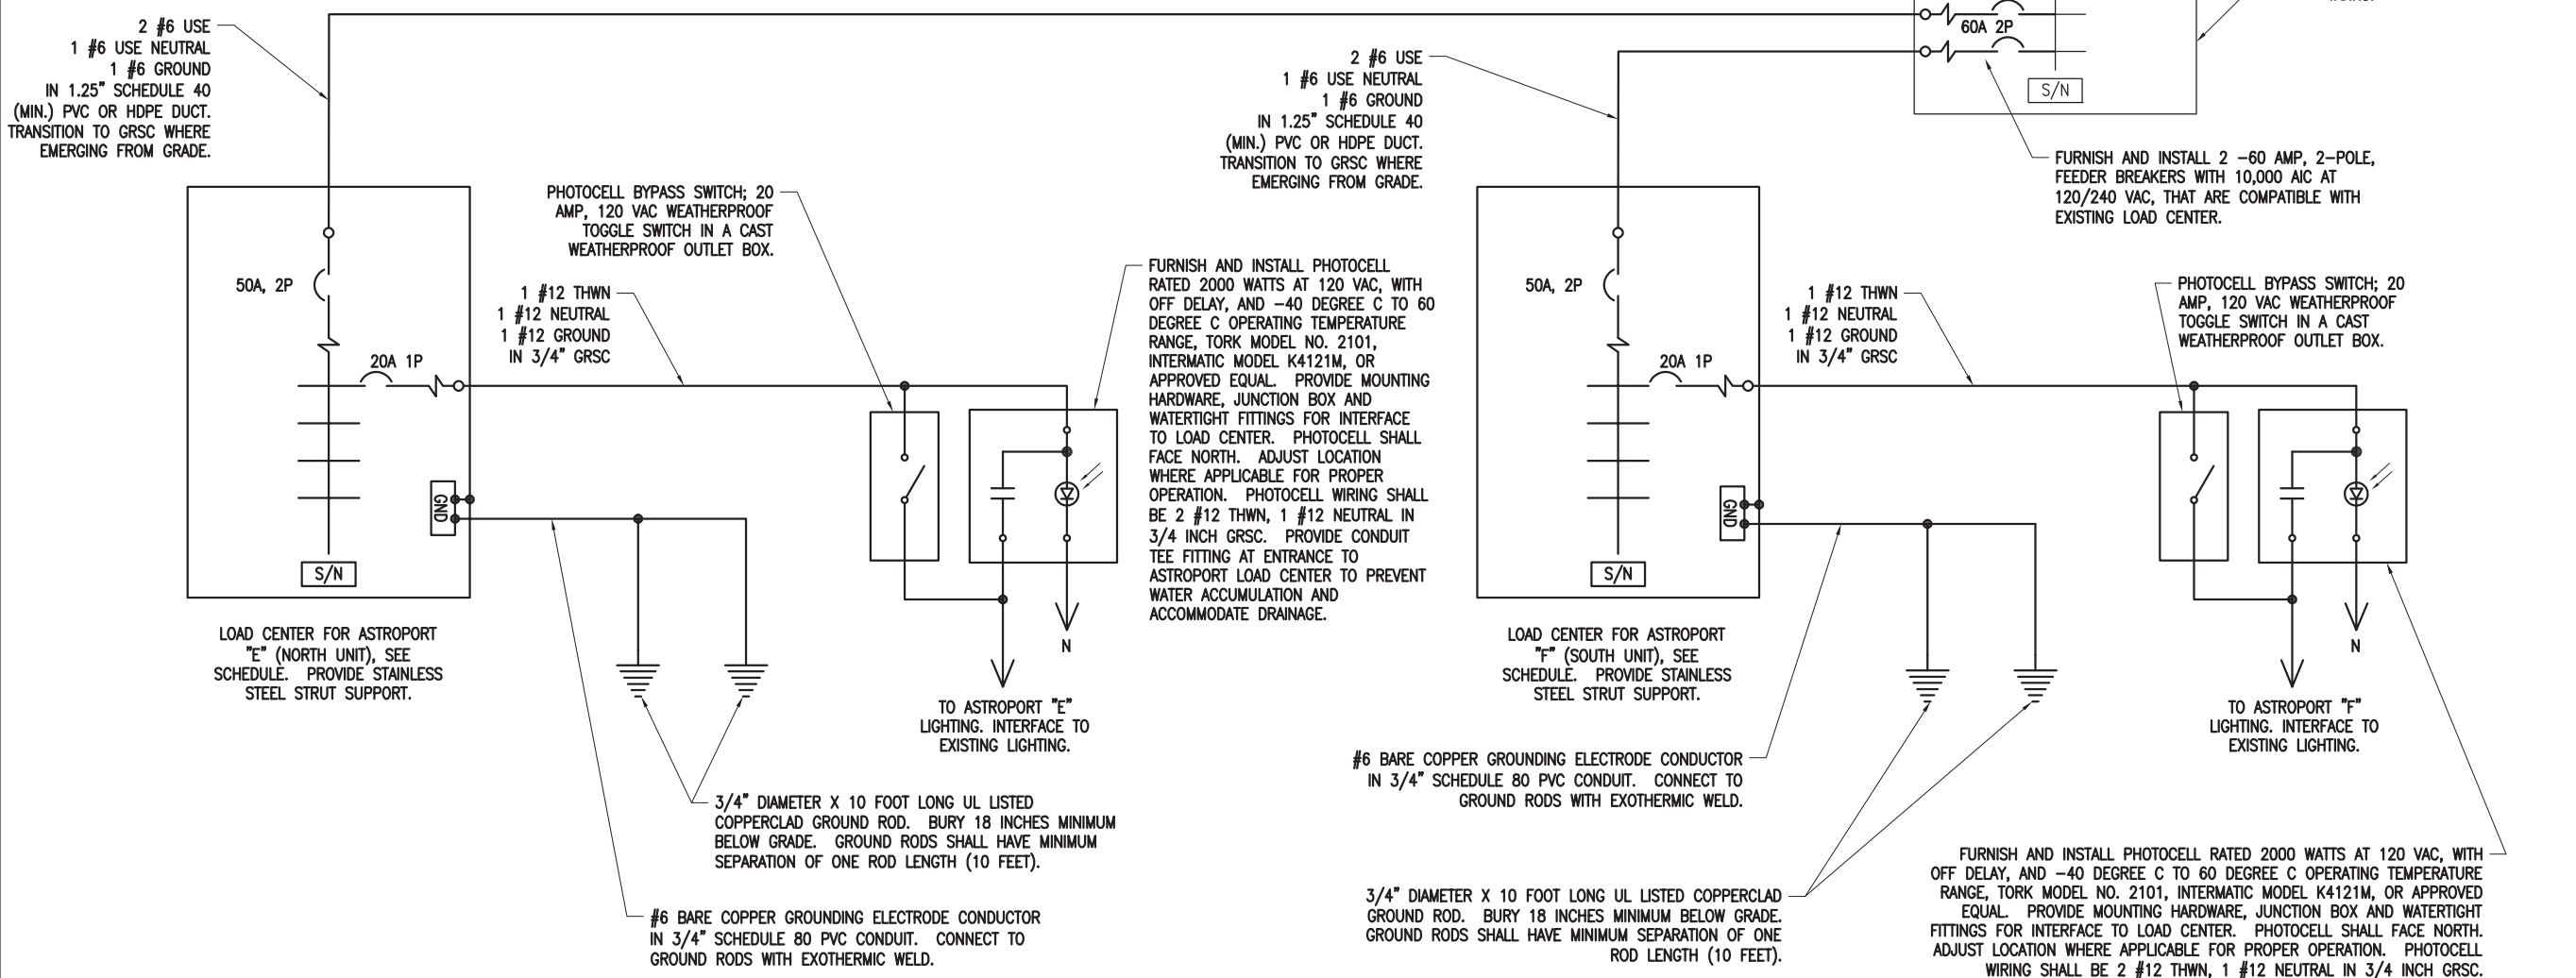 2 #6 USE
1 #6 USE NEUTRAL
1 #6 GROUND
IN 1.25" SCHEDULE 40
(MIN.) PVC OR HDPE DUCT.
TRANSITION TO GRSC WHERE
EMERGING FROM GRADE.
50A, 2P
20A 1P
GND
S/N
LOAD CENTER FOR ASTROPORT
"E" (NORTH UNIT), SEE
SCHEDULE. PROVIDE STAINLESS
STEEL STRUT SUPPORT.
1 #12 THWN
1 #12 NEUTRAL
1 #12 GROUND
IN 3/4" GRSC
PHOTOCELL BYPASS SWITCH; 20
AMP, 120 VAC WEATHERPROOF
TOGGLE SWITCH IN A CAST
WEATHERPROOF OUTLET BOX.
N
TO ASTROPORT "E"
LIGHTING. INTERFACE TO
EXISTING LIGHTING.
3/4" DIAMETER X 10 FOOT LONG UL LISTED
COPPERCLAD GROUND ROD. BURY 18 INCHES MINIMUM
BELOW GRADE. GROUND RODS SHALL HAVE MINIMUM
SEPARATION OF ONE ROD LENGTH (10 FEET).
#6 BARE COPPER GROUNDING ELECTRODE CONDUCTOR
IN 3/4" SCHEDULE 80 PVC CONDUIT. CONNECT TO
GROUND RODS WITH EXOTHERMIC WELD.
FURNISH AND INSTALL PHOTOCELL
RATED 2000 WATTS AT 120 VAC, WITH
OFF DELAY, AND -40 DEGREE C TO 60
DEGREE C OPERATING TEMPERATURE
RANGE, TORK MODEL NO. 2101,
INTERMATIC MODEL K4121M, OR
APPROVED EQUAL. PROVIDE MOUNTING
HARDWARE, JUNCTION BOX AND
WATERTIGHT FITTINGS FOR INTERFACE
TO LOAD CENTER. PHOTOCELL SHALL
FACE NORTH. ADJUST LOCATION
WHERE APPLICABLE FOR PROPER
OPERATION. PHOTOCELL WIRING SHALL
BE 2 #12 THWN, 1 #12 NEUTRAL IN
3/4 INCH GRSC. PROVIDE CONDUIT
TEE FITTING AT ENTRANCE TO
ASTROPORT LOAD CENTER TO PREVENT
WATER ACCUMULATION AND
ACCOMMODATE DRAINAGE.
2 #6 USE
1 #6 USE NEUTRAL
1 #6 GROUND
IN 1.25" SCHEDULE 40
(MIN.) PVC OR HDPE DUCT.
TRANSITION TO GRSC WHERE
EMERGING FROM GRADE.
60A 2P
S/N
FURNISH AND INSTALL 2 -60 AMP, 2-POLE,
FEEDER BREAKERS WITH 10,000 AIC AT
120/240 VAC, THAT ARE COMPATIBLE WITH
EXISTING LOAD CENTER.
50A, 2P
20A 1P
GND
S/N
LOAD CENTER FOR ASTROPORT
"F" (SOUTH UNIT), SEE
SCHEDULE. PROVIDE STAINLESS
STEEL STRUT SUPPORT.
1 #12 THWN
1 #12 NEUTRAL
1 #12 GROUND
IN 3/4" GRSC
PHOTOCELL BYPASS SWITCH; 20
AMP, 120 VAC WEATHERPROOF
TOGGLE SWITCH IN A CAST
WEATHERPROOF OUTLET BOX.
N
TO ASTROPORT "F"
LIGHTING. INTERFACE TO
EXISTING LIGHTING.
#6 BARE COPPER GROUNDING ELECTRODE CONDUCTOR
IN 3/4" SCHEDULE 80 PVC CONDUIT. CONNECT TO
GROUND RODS WITH EXOTHERMIC WELD.
3/4" DIAMETER X 10 FOOT LONG UL LISTED COPPERCLAD
GROUND ROD. BURY 18 INCHES MINIMUM BELOW GRADE.
GROUND RODS SHALL HAVE MINIMUM SEPARATION OF ONE
ROD LENGTH (10 FEET).
FURNISH AND INSTALL PHOTOCELL RATED 2000 WATTS AT 120 VAC, WITH
OFF DELAY, AND -40 DEGREE C TO 60 DEGREE C OPERATING TEMPERATURE
RANGE, TORK MODEL NO. 2101, INTERMATIC MODEL K4121M, OR APPROVED
EQUAL. PROVIDE MOUNTING HARDWARE, JUNCTION BOX AND WATERTIGHT
FITTINGS FOR INTERFACE TO LOAD CENTER. PHOTOCELL SHALL FACE NORTH.
ADJUST LOCATION WHERE APPLICABLE FOR PROPER OPERATION. PHOTOCELL
WIRING SHALL BE 2 #12 THWN, 1 #12 NEUTRAL IN 3/4 INCH GRSC.